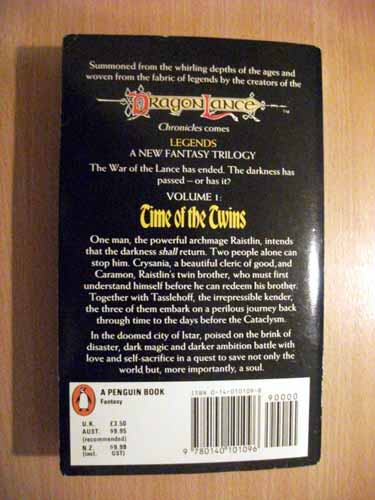 Summoned from the whirling depths of the ages and
woven from the fabric of legends by the creators of the
DRAGONLANCE™
Chronicles comes
LEGENDS
A NEW FANTASY TRILOGY
The War of the Lance has ended. The darkness has
passed – or has it?
VOLUME 1:
Time of the Twins
One man, the powerful archmage Raistlin, intends
that the darkness shall return. Two people alone can
stop him. Crysania, a beautiful cleric of good, and
Caramon, Raistlin's twin brother, who must first
understand himself before he can redeem his brother.
Together with Tasslehoff, the irrepressible kender,
the three of them embark on a perilous journey back
through time to the days before the Cataclysm.
In the doomed city of Istar, poised on the brink of
disaster, dark magic and darker ambition battle with
love and self-sacrifice in a quest to save not only the
world but, more importantly, a soul.
A PENGUIN BOOK
Fantasy
U.K. £3.50
AUST. $9.95
(recommended)
N.Z. $9.99
(incl. GST)
ISBN 0-14-010109-8
90000
9 780140 101096